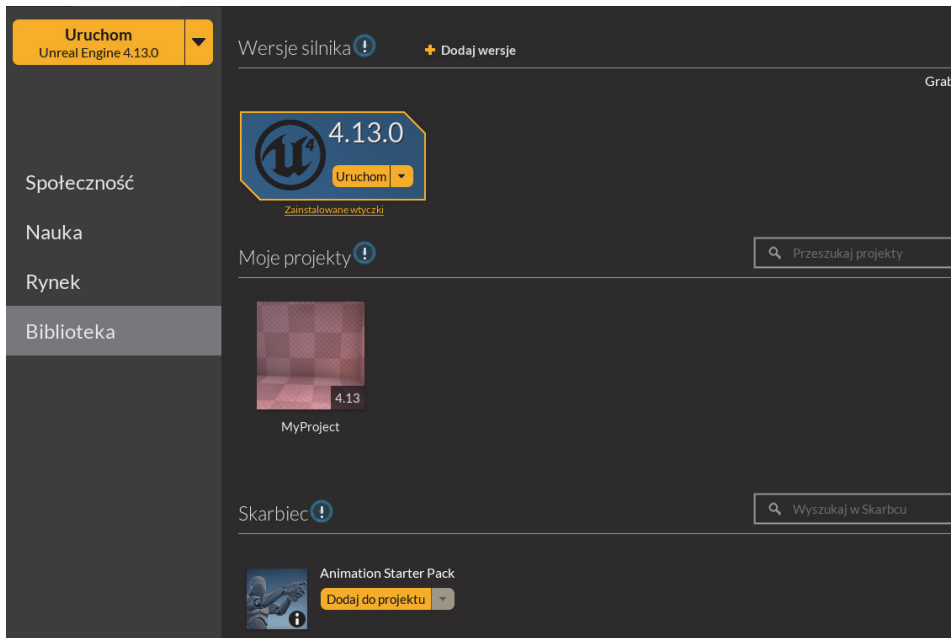 Uruchom
Unreal Engine 4.13.0
Społeczność
Nauka
Rynek
Biblioteka
Wersje silnika
Dodaj wersje
Grab
4.13.0
Uruchom
Zainstalowane wtyczki
Moje projekty
Przeszukaj projekty
4.13
MyProject
Skarbiec
Wyszukaj w Skarbcu
Animation Starter Pack
Dodaj do projektu